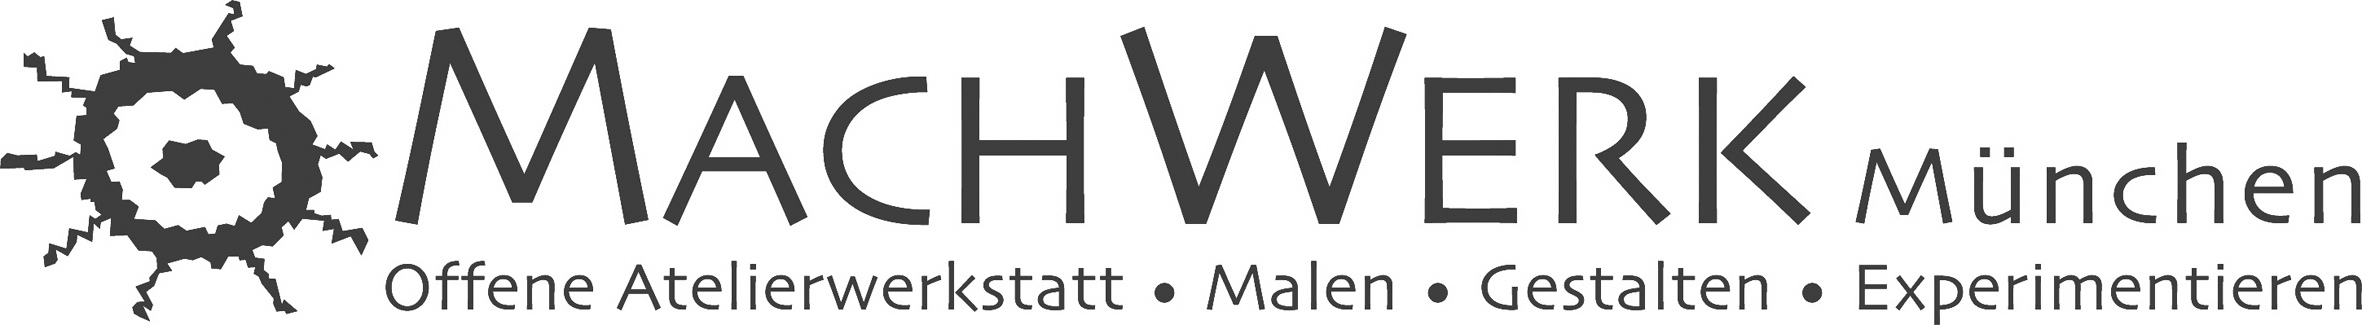 MACHWERK München
Offene Atelierwerkstatt • Malen • Gestalten • Experimentieren